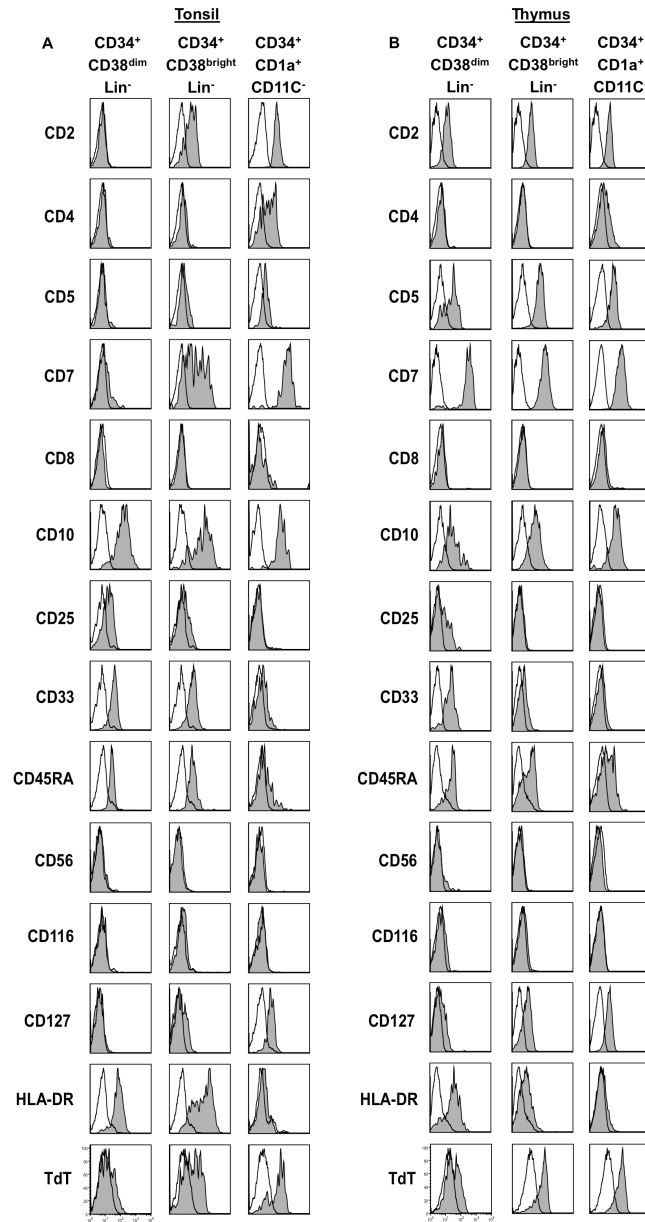 Tonsil
A
CD34⁺ CD38ᵈⁱᵐ Lin⁻
CD34⁺ CD38ᵇʳⁱᵍʰᵗ Lin⁻
CD34⁺ CD1a⁺ CD11C⁻
CD2
CD4
CD5
CD7
CD8
CD10
CD25
CD33
CD45RA
CD56
CD116
CD127
HLA-DR
TdT
Thymus
B
CD34⁺ CD38ᵈⁱᵐ Lin⁻
CD34⁺ CD38ᵇʳⁱᵍʰᵗ Lin⁻
CD34⁺ CD1a⁺ CD11C⁻
CD2
CD4
CD5
CD7
CD8
CD10
CD25
CD33
CD45RA
CD56
CD116
CD127
HLA-DR
TdT